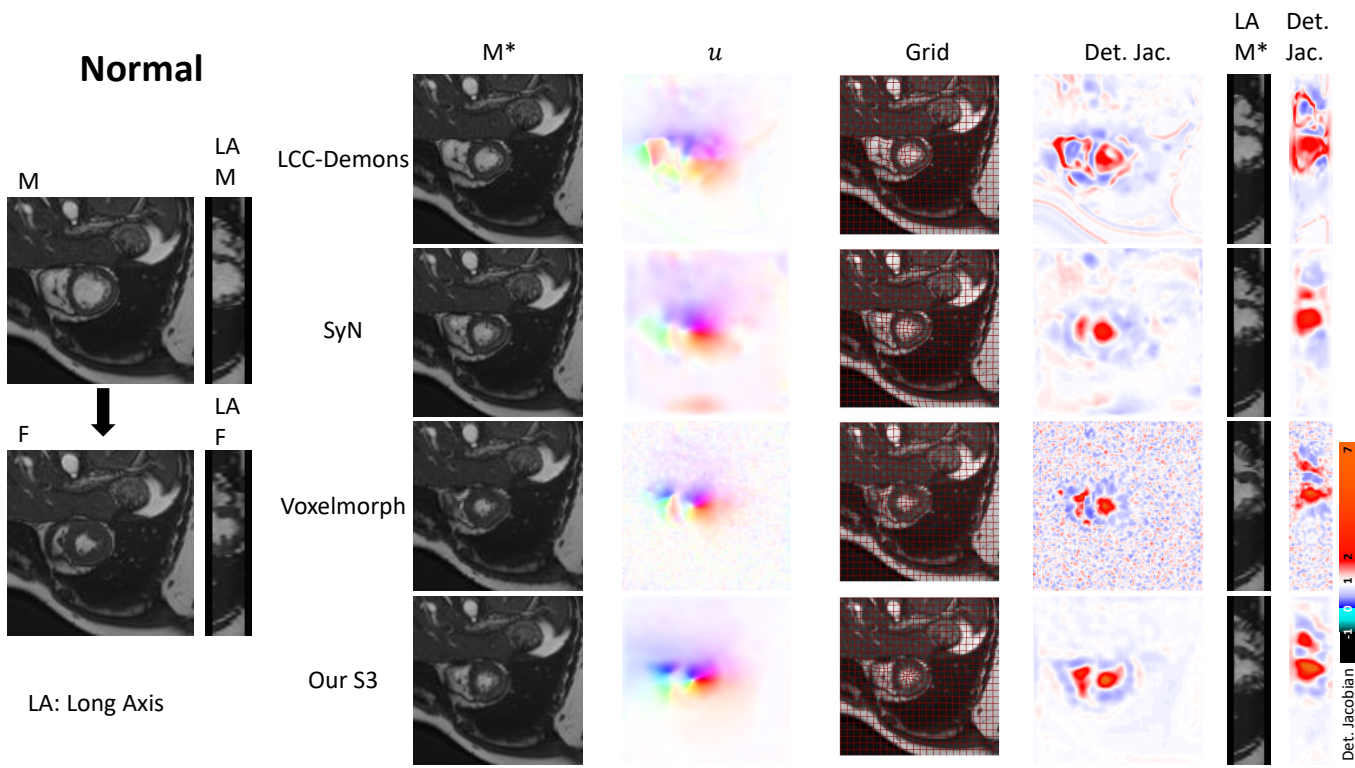 Normal
M
LA
M
F
LA
F
LA: Long Axis
M*
u
Grid
Det. Jac.
LA
M*
Det.
Jac.
LCC-Demons
SyN
Voxelmorph
Our S3
-1 0 1 2 7
Det. Jacobian